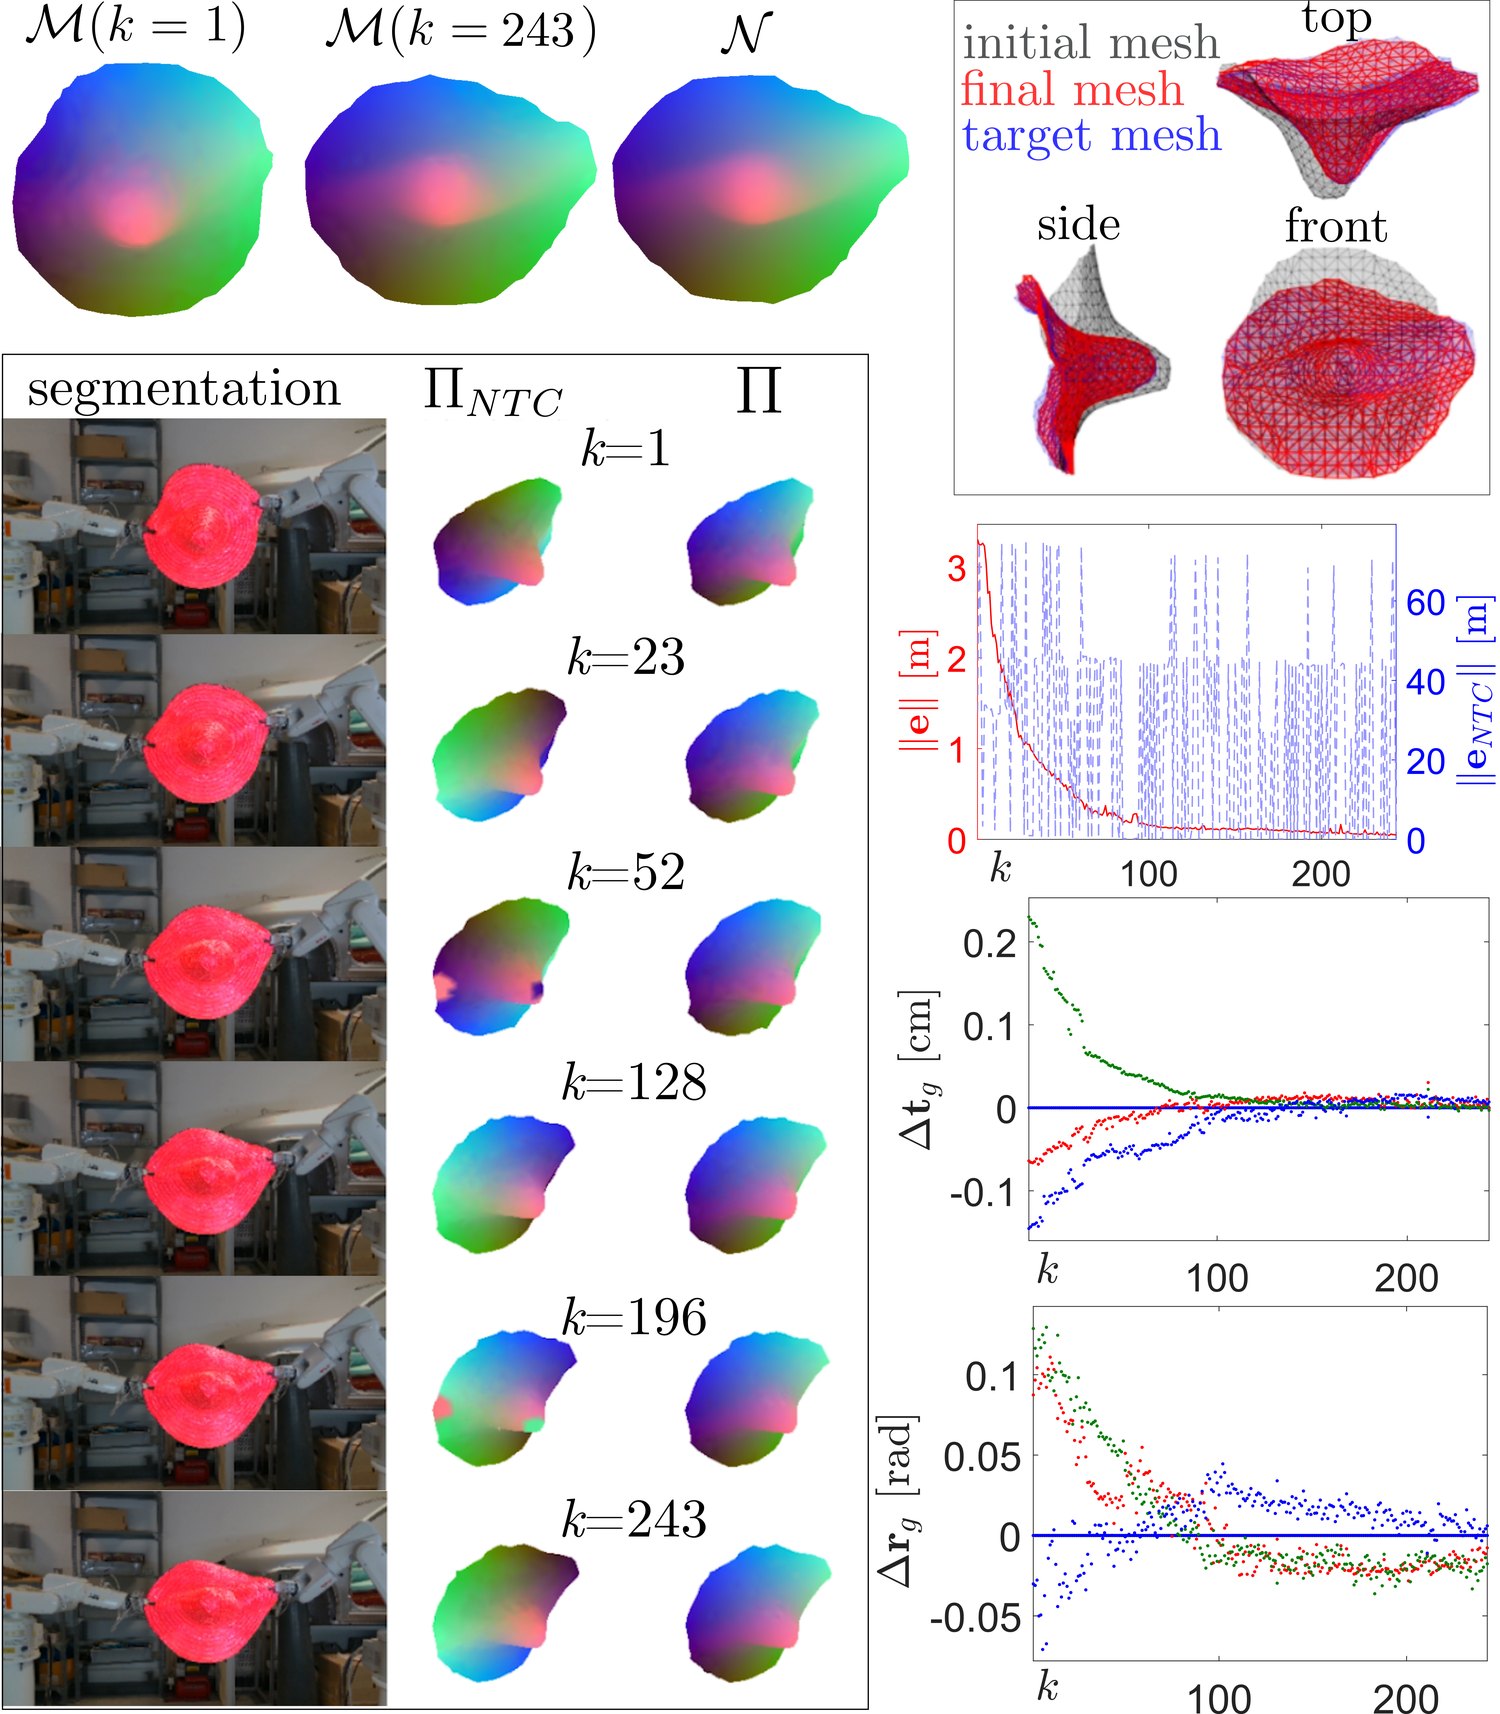 𝓜(k = 1)
𝓜(k = 243)
𝓝
initial mesh
final mesh
target mesh
top
side
front
segmentation
Π_NTC
Π
k=1
k=23
k=52
k=128
k=196
k=243
||e|| [m]
3
2
1
0
||e_NTC|| [m]
60
40
20
0
k
100
200
Δt_g [cm]
0.2
0.1
0
-0.1
k
100
200
Δr_g [rad]
0.1
0.05
0
-0.05
k
100
200